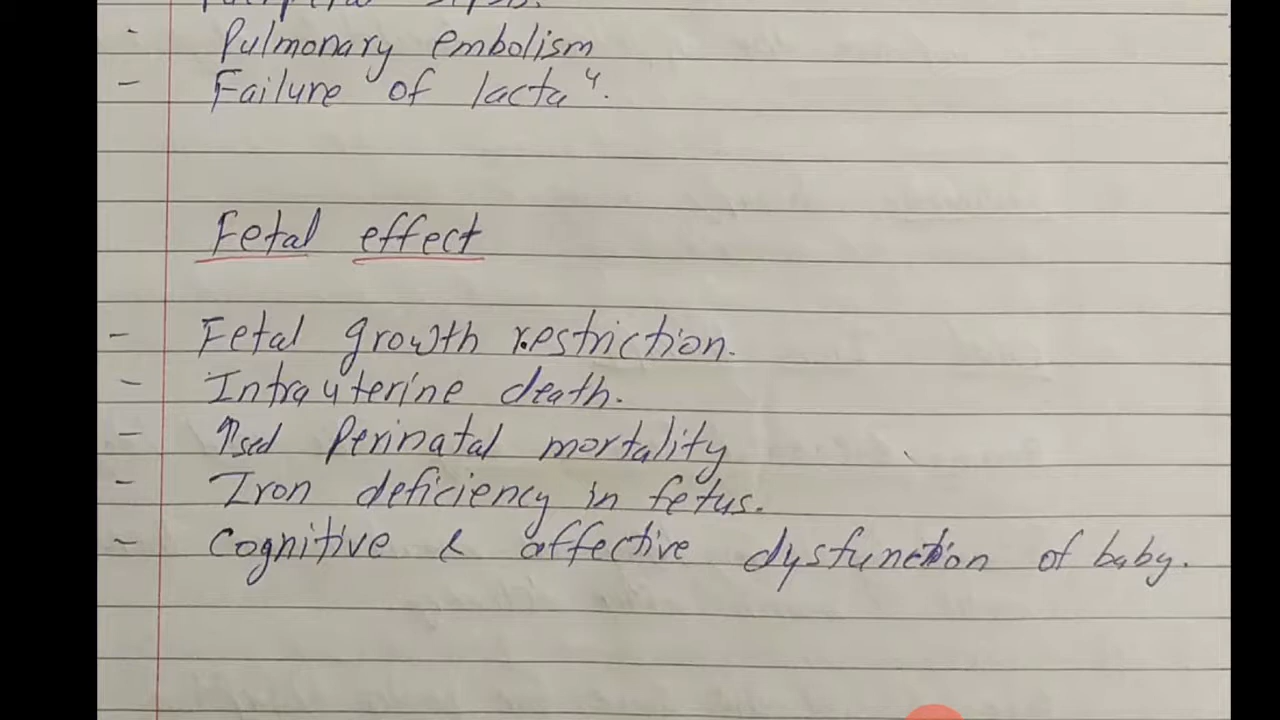 - Pulmonary embolism
- Failure of lactaⁿ.
Fetal effect
- Fetal growth restriction.
- Intrauterine death.
- ↑sed Perinatal mortality
- Iron deficiency in fetus.
- Cognitive & affective dysfunction of baby.